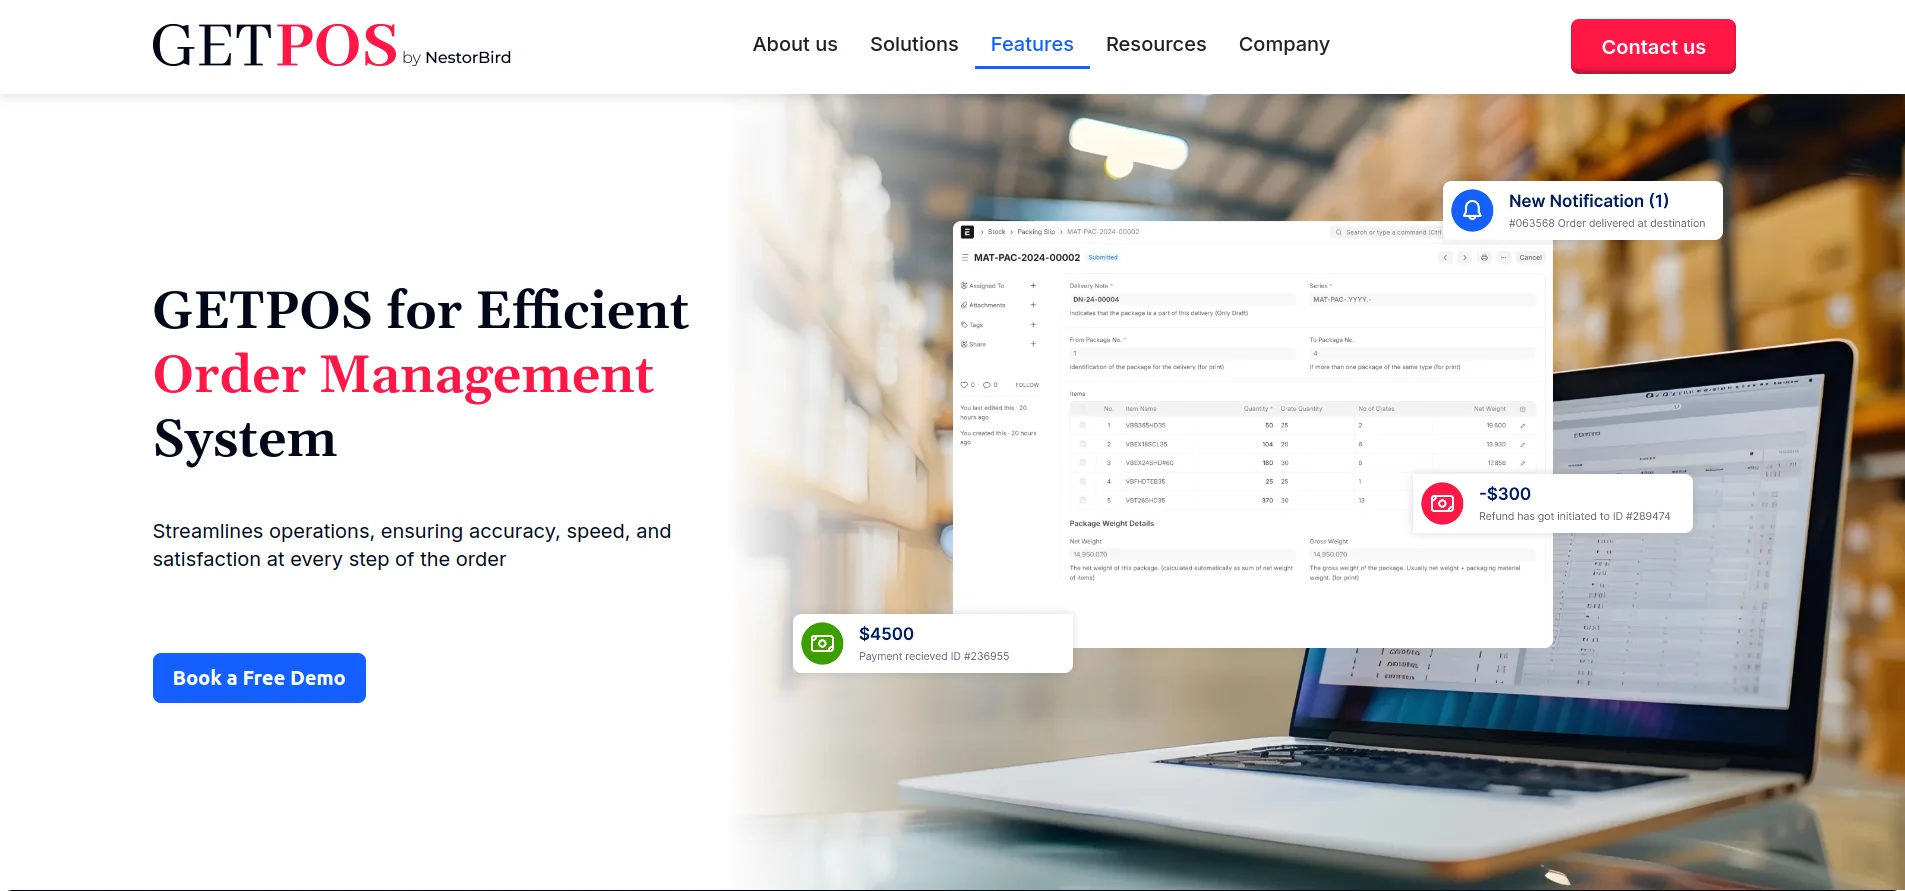 GETPOS by NestorBird
About us
Solutions
Features
Resources
Company
Contact us
GETPOS for Efficient
Order Management
System
Streamlines operations, ensuring accuracy, speed, and
satisfaction at every step of the order
Book a Free Demo
New Notification (1)
#063568 Order delivered at destination
Stock > Packing Slip > MAT-PAC-2024-00002
Search or type a command (Ctrl
MAT-PAC-2024-00002 Submitted
Cancel
Assigned To +
Attachments +
Tags +
Share +
0 · 0 FOLLOW
You last edited this · 20
hours ago
You created this · 20 hours
ago
Delivery Note *
DN-24-00004
Indicates that the package is a part of this delivery (Only Draft)
Series *
MAT-PAC-.YYYY.-
From Package No. *
1
Identification of the package for the delivery (for print)
To Package No.
4
If more than one package of the same type (for print)
Items
No. Item Name Quantity * Crate Quantity No of Crates Net Weight
1 VBB365HD35 50 25 2 19.600
2 VBEX18SCL35 104 20 6 13.930
3 VBEX24SHD#60 180 30 17.856
4 VBFHDTEB35 25 25 1
5 VBT26SHD35 370 30 13
Package Weight Details
Net Weight
14,950.070
The net weight of this package. (calculated automatically as sum of net weight
of items)
Gross Weight
14,950.070
The gross weight of the package. Usually net weight + packaging material
weight. (for print)
-$300
Refund has got initiated to ID #289474
$4500
Payment recieved ID #236955